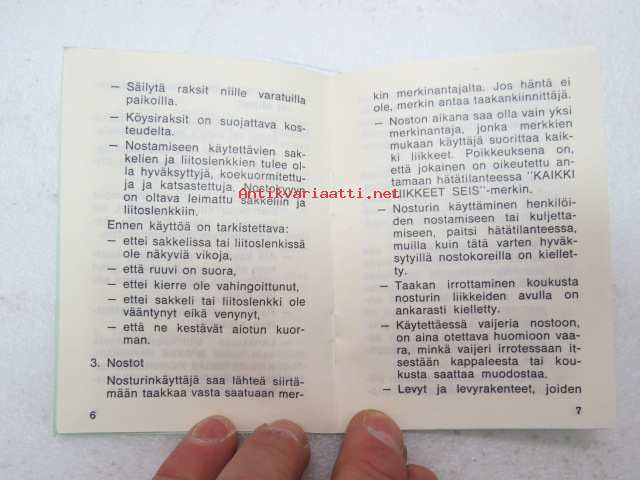 – Säilytä raksit niille varatuilla
paikoilla.
– Köysiraksit on suojattava kos-
teudelta.
– Nostamiseen käytettävien sak-
kelien ja liitoslenkkien tulee ol-
la hyväksyttyjä, koekuormitettu-
ja ja katsastettuja. Nostokyvyn
on oltava leimattu sakkeliin ja
liitoslenkkiin.
Ennen käyttöä on tarkistettava:
– ettei sakkelissa tai liitoslenkissä
ole näkyviä vikoja,
– että ruuvi on suora,
– ettei kierre ole vahingoittunut,
– ettei sakkeli tai liitoslenkki ole
vääntynyt eikä venynyt,
– että ne kestävät aiotun kuor-
man.
3. Nostot
Nosturinkäyttäjä saa lähteä siirtä-
mään taakkaa vasta saatuaan mer-
6
kin merkinantajalta. Jos häntä ei
ole, merkin antaa taakankiinnittäjä.
– Noston aikana saa olla vain yksi
merkinantaja, jonka merkkien
mukaan käyttäjä suorittaa kaik-
ki liikkeet. Poikkeuksena on,
että jokainen on oikeutettu an-
tamaan hätätilanteessa "KAIKKI
LIIKKEET SEIS"-merkin.
– Nosturin käyttäminen henkilöi-
den nostamiseen tai kuljetta-
miseen, paitsi hätätilanteessa,
muilla kuin tätä varten hyväk-
sytyillä nostokoreilla on kiellet-
ty.
– Taakan irrottaminen koukusta
nosturin liikkeiden avulla on
ankarasti kielletty.
– Käytettäessä vaijeria nostoon,
on aina otettava huomioon vaa-
ra, minkä vaijeri irrotessaan it-
sestään kappaleesta tai kou-
kusta saattaa muodostaa.
– Levyt ja levyrakenteet, joiden
7
Antikvariaatti.net